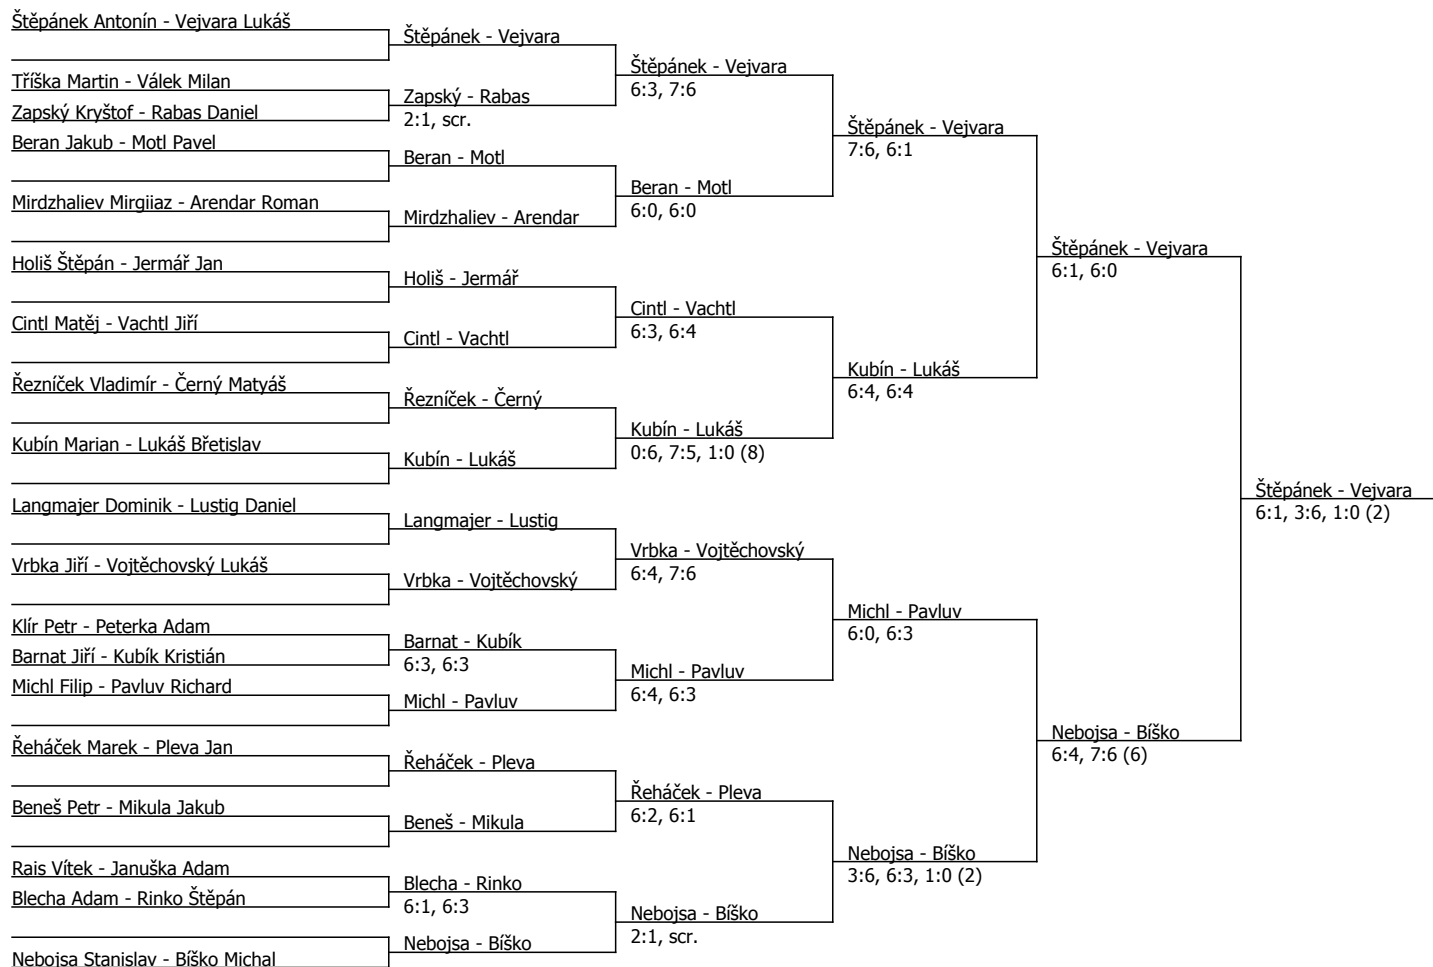 Štěpánek Antonín - Vejvara Lukáš
Tříška Martin - Válek Milan
Zapský Kryštof - Rabas Daniel
Beran Jakub - Motl Pavel
Mirdzhaliev Mirgiiaz - Arendar Roman
Holiš Štěpán - Jermář Jan
Cintl Matěj - Vachtl Jiří
Řezníček Vladimír - Černý Matyáš
Kubín Marian - Lukáš Břetislav
Langmajer Dominik - Lustig Daniel
Vrbka Jiří - Vojtěchovský Lukáš
Klír Petr - Peterka Adam
Barnat Jiří - Kubík Kristián
Michl Filip - Pavluv Richard
Řeháček Marek - Pleva Jan
Beneš Petr - Mikula Jakub
Rais Vítek - Januška Adam
Blecha Adam - Rinko Štěpán
Nebojsa Stanislav - Bíško Michal
Štěpánek - Vejvara
Zapský - Rabas
2:1, scr.
Beran - Motl
Mirdzhaliev - Arendar
Holiš - Jermář
Cintl - Vachtl
Řezníček - Černý
Kubín - Lukáš
Langmajer - Lustig
Vrbka - Vojtěchovský
Barnat - Kubík
6:3, 6:3
Michl - Pavluv
Řeháček - Pleva
Beneš - Mikula
Blecha - Rinko
6:1, 6:3
Nebojsa - Bíško
Štěpánek - Vejvara
6:3, 7:6
Beran - Motl
6:0, 6:0
Cintl - Vachtl
6:3, 6:4
Kubín - Lukáš
0:6, 7:5, 1:0 (8)
Vrbka - Vojtěchovský
6:4, 7:6
Michl - Pavluv
6:4, 6:3
Řeháček - Pleva
6:2, 6:1
Nebojsa - Bíško
2:1, scr.
Štěpánek - Vejvara
7:6, 6:1
Kubín - Lukáš
6:4, 6:4
Michl - Pavluv
6:0, 6:3
Nebojsa - Bíško
3:6, 6:3, 1:0 (2)
Štěpánek - Vejvara
6:1, 6:0
Nebojsa - Bíško
6:4, 7:6 (6)
Štěpánek - Vejvara
6:1, 3:6, 1:0 (2)